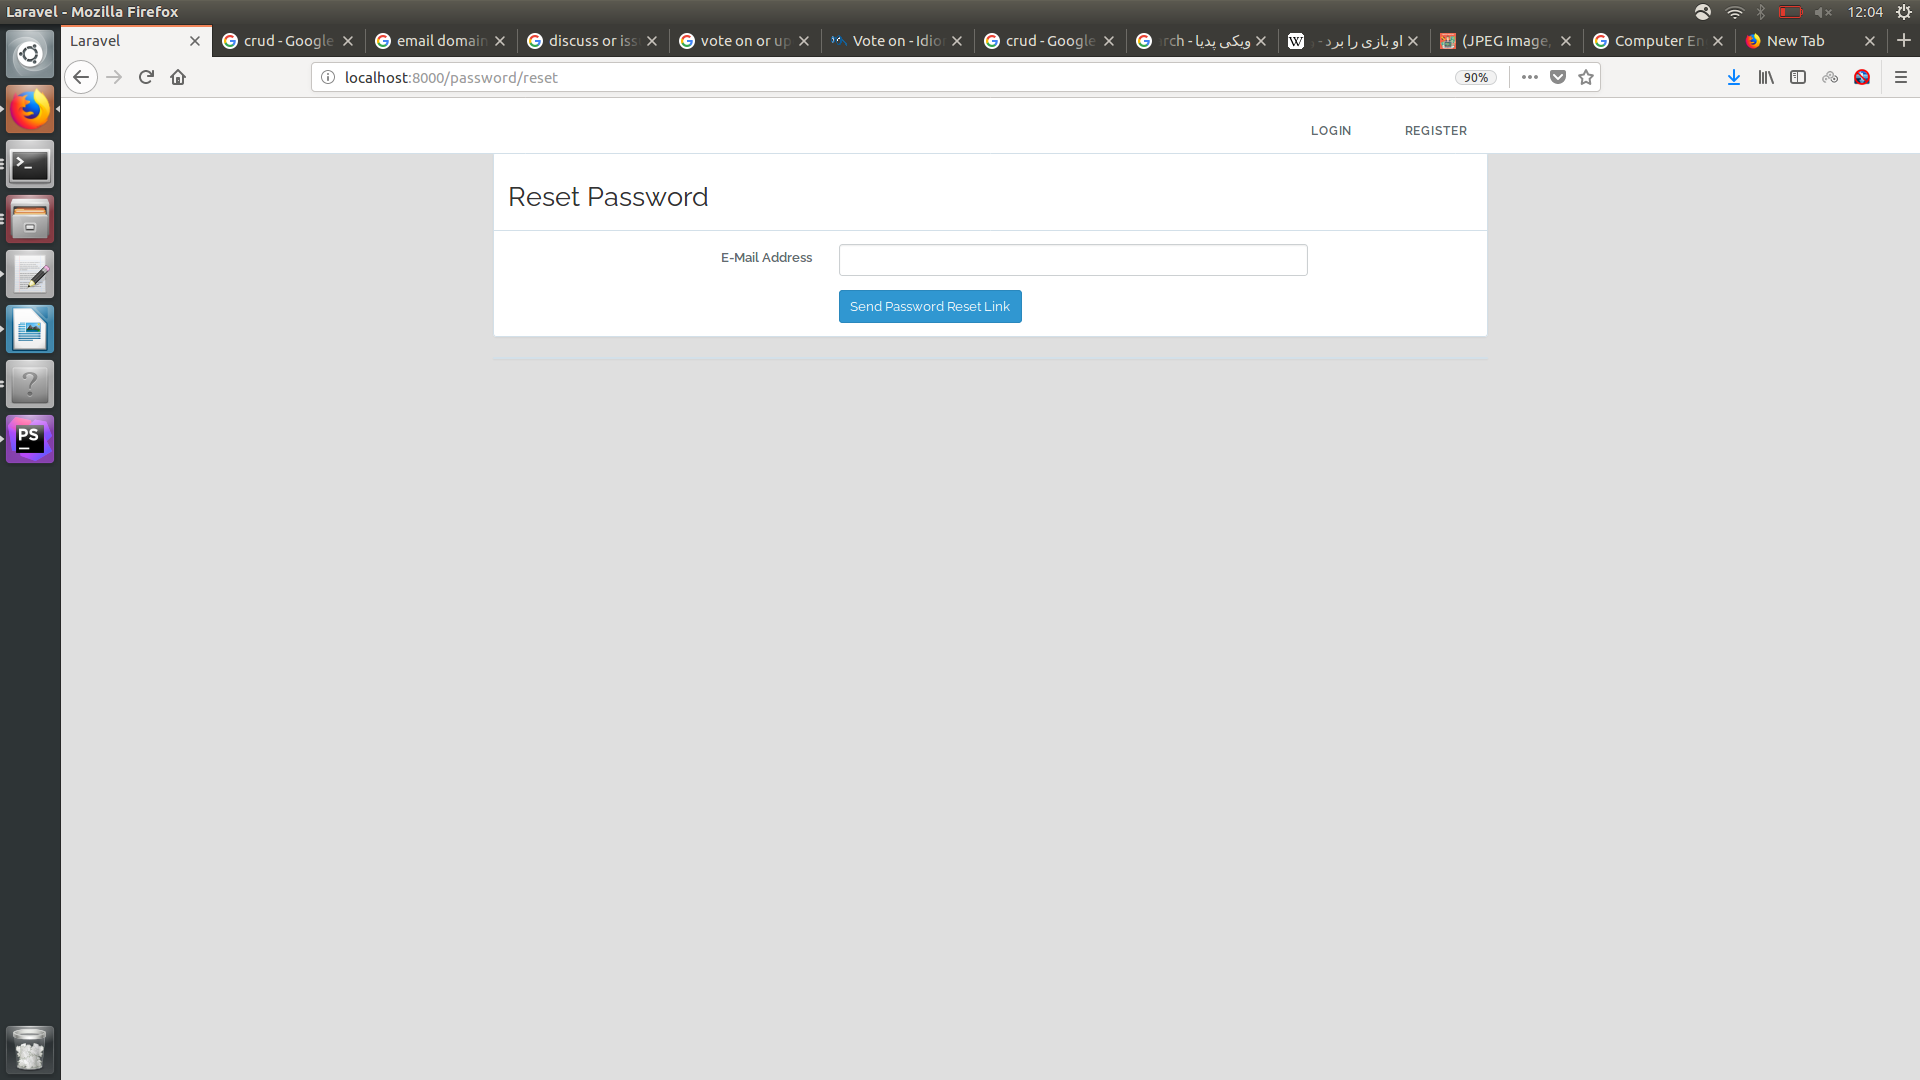 Laravel - Mozilla Firefox
12:04
Laravel
crud - Google
email domain
discuss or iss
vote on or up
Vote on - Idio
crud - Google
ویکی پدیا - rch
او بازی را برد -
(JPEG Image,
Computer En
New Tab
localhost:8000/password/reset
90%
LOGIN
REGISTER
Reset Password
E-Mail Address
Send Password Reset Link
PS